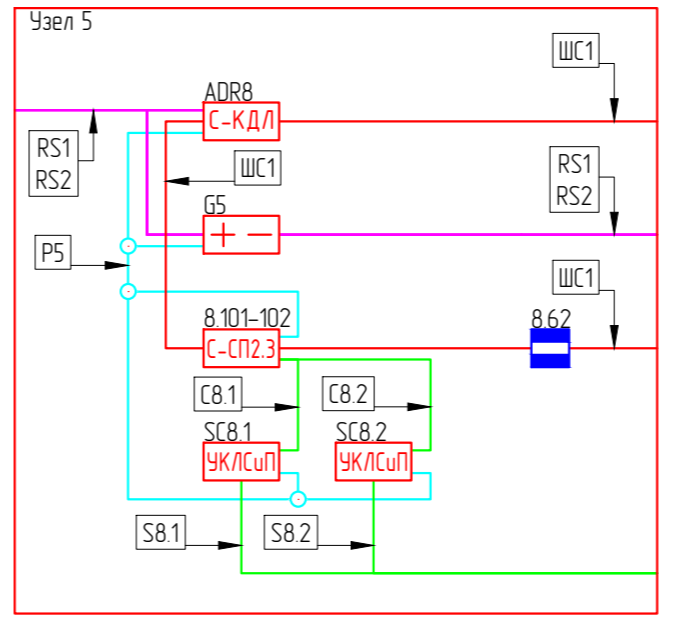 Узел 5
ШС1
ADR8
С-КДЛ
RS1
RS2
ШС1
RS1
RS2
G5
+ -
P5
ШС1
8.101-102
С-СП2.3
8.62
C8.1
C8.2
SC8.1
SC8.2
УКЛСиП
УКЛСиП
S8.1
S8.2